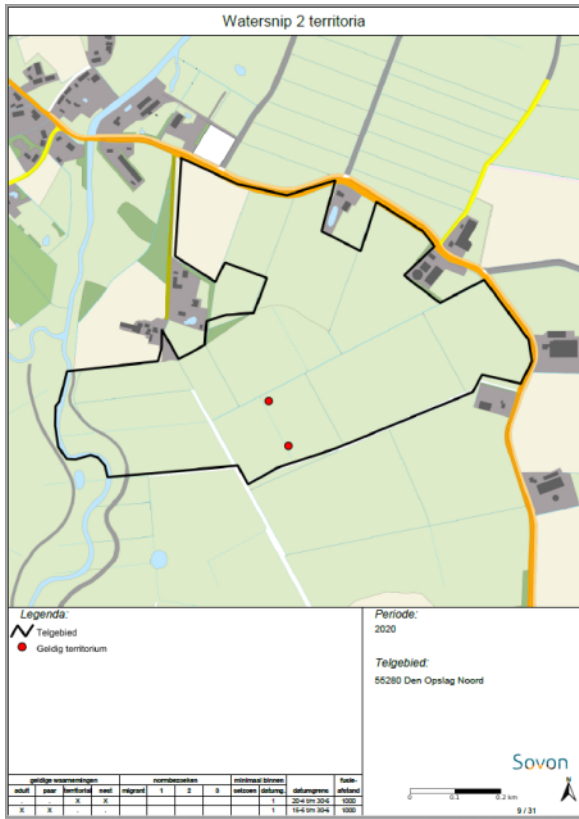 Watersnip 2 territoria
Legenda:
Telgebied
Geldig territorium
Periode:
2020
Telgebied:
55280 Den Opslag Noord
Sovon
0 0.1 0.2 km
N
9 / 31
geldige waarnemingen normbezoeken minimaal binnen fusie-
adult paar territoriaal nest migrant 1 2 3 seizoen datumg. datumgrens afstand
. . X X 1 20-4 t/m 30-6 1000
X X . . 1 15-5 t/m 30-6 1000